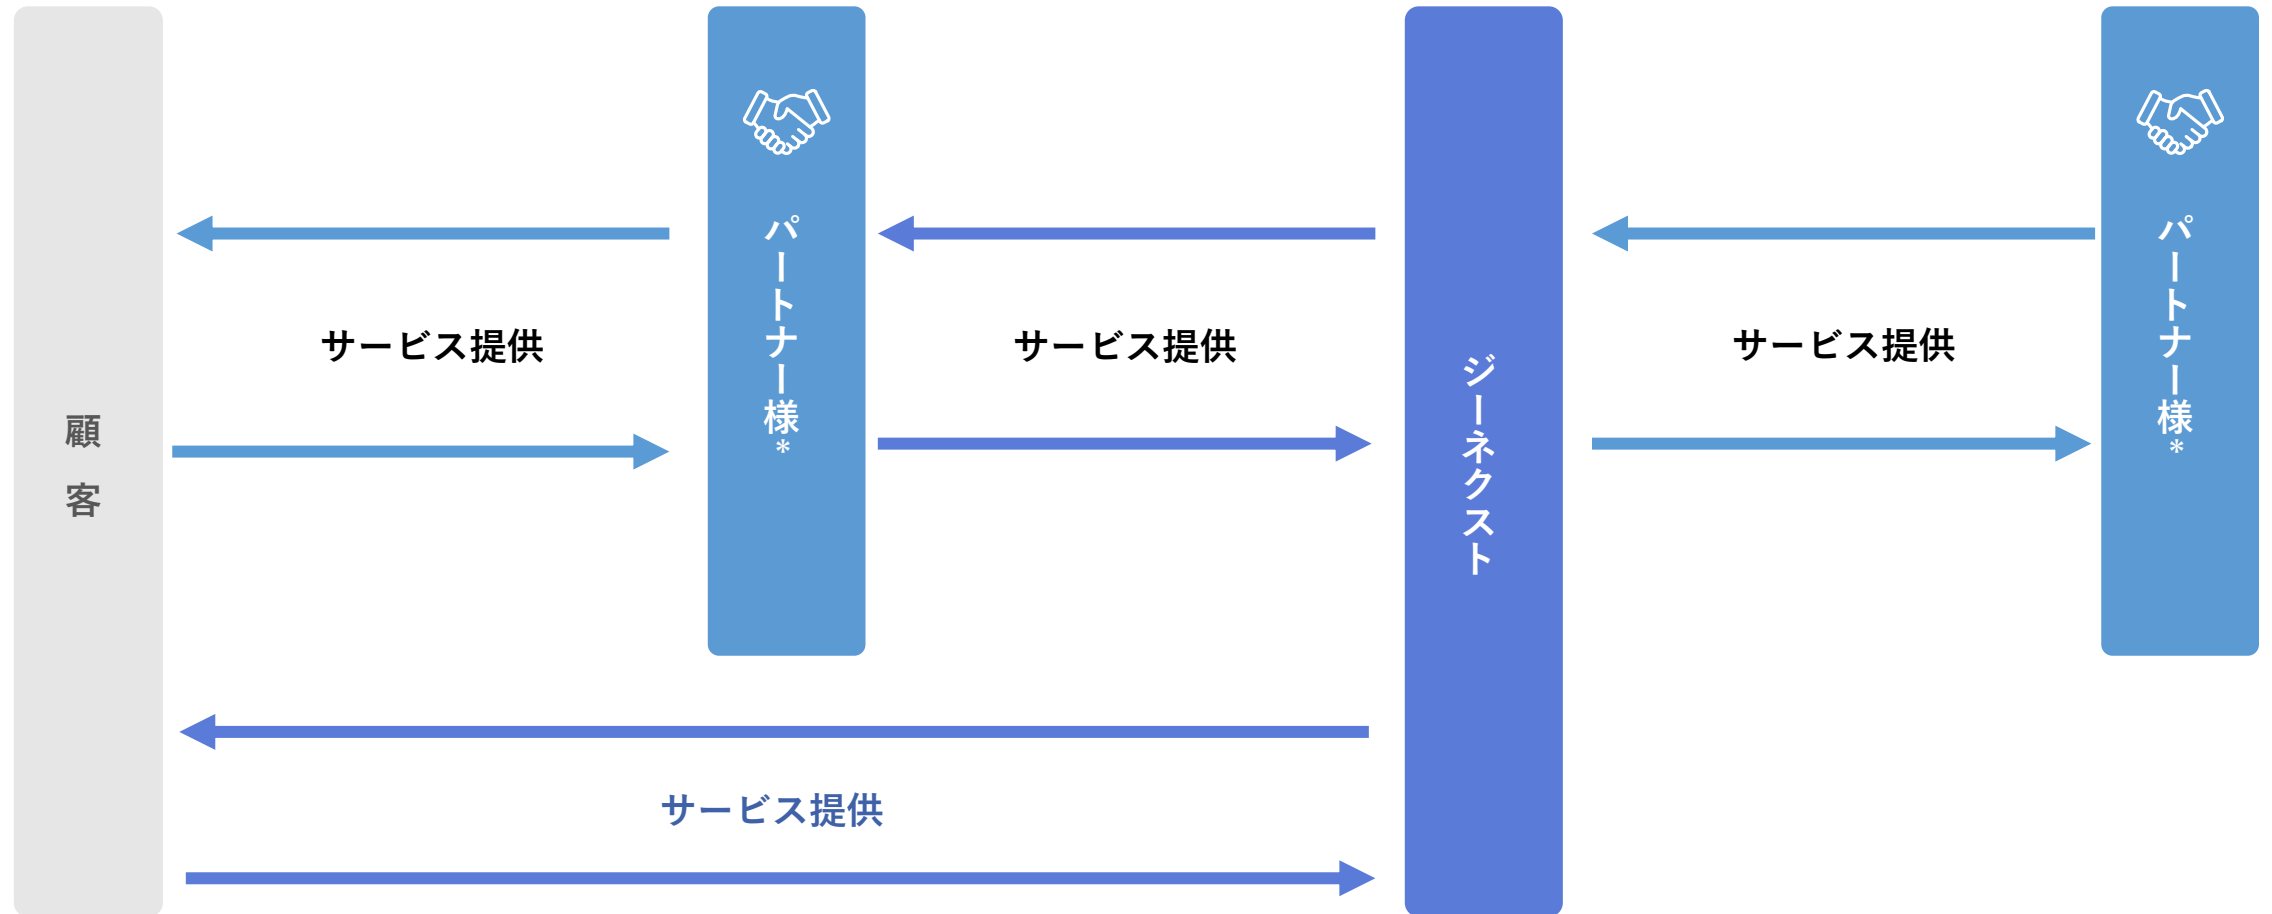 顧客
サービス提供
パートナー様*
サービス提供
ジーネクスト
サービス提供
パートナー様*
サービス提供